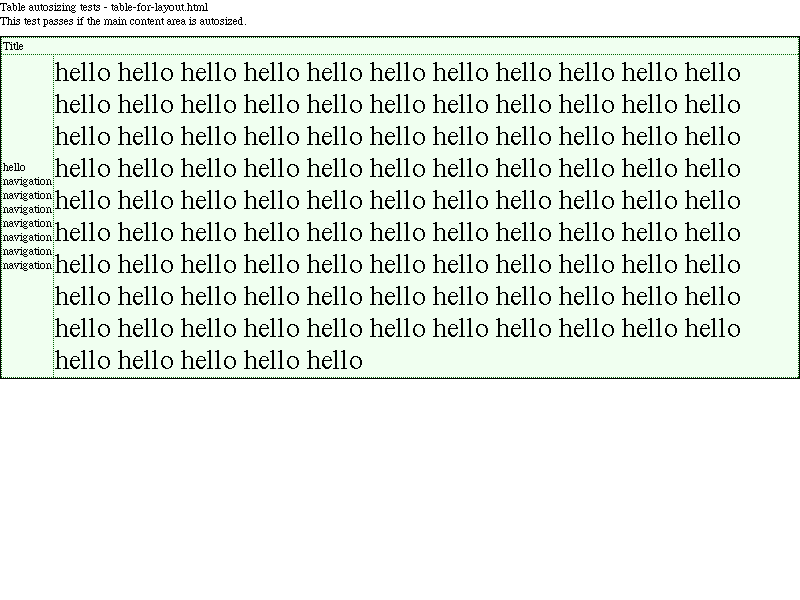 Table autosizing tests - table-for-layout.html
This test passes if the main content area is autosized.
Title
hello
navigation
navigation
navigation
navigation
navigation
navigation
navigation
hello hello hello hello hello hello hello hello hello hello hello
hello hello hello hello hello hello hello hello hello hello hello
hello hello hello hello hello hello hello hello hello hello hello
hello hello hello hello hello hello hello hello hello hello hello
hello hello hello hello hello hello hello hello hello hello hello
hello hello hello hello hello hello hello hello hello hello hello
hello hello hello hello hello hello hello hello hello hello hello
hello hello hello hello hello hello hello hello hello hello hello
hello hello hello hello hello hello hello hello hello hello hello
hello hello hello hello hello